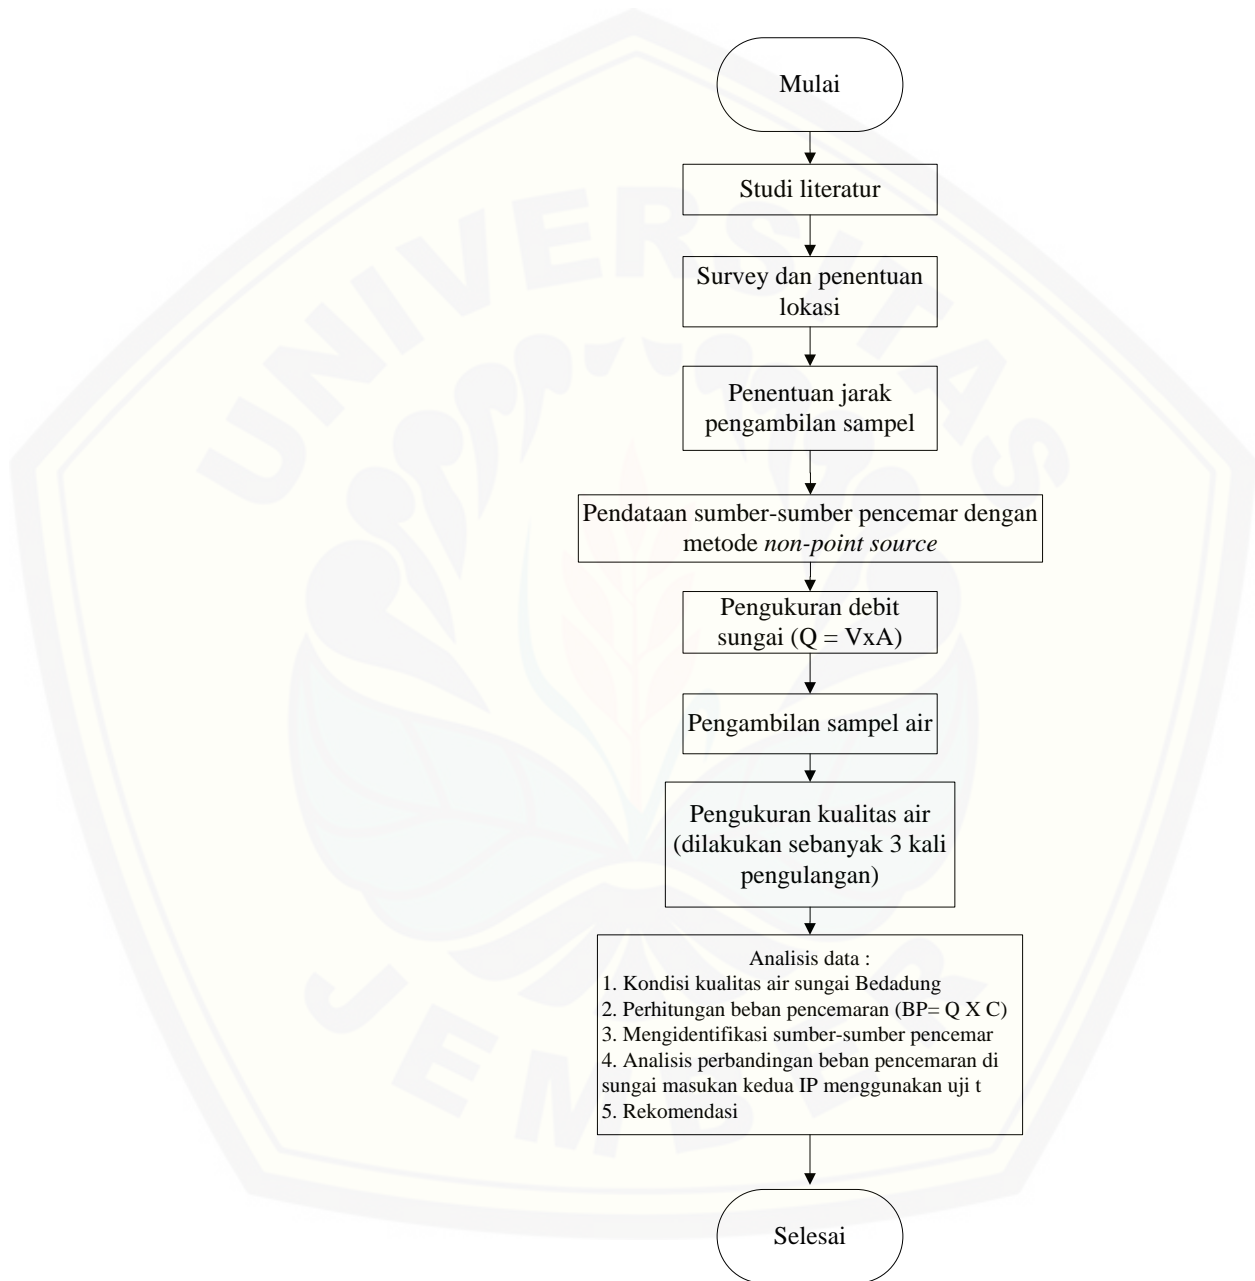 Mulai
Studi literatur
Survey dan penentuan
lokasi
Penentuan jarak
pengambilan sampel
Pendataan sumber-sumber pencemar dengan
metode non-point source
Pengukuran debit
sungai (Q = VxA)
Pengambilan sampel air
Pengukuran kualitas air
(dilakukan sebanyak 3 kali
pengulangan)
Analisis data :
1. Kondisi kualitas air sungai Bedadung
2. Perhitungan beban pencemaran (BP= Q X C)
3. Mengidentifikasi sumber-sumber pencemar
4. Analisis perbandingan beban pencemaran di
sungai masukan kedua IP menggunakan uji t
5. Rekomendasi
Selesai
UNIVERSITAS
JEMBER